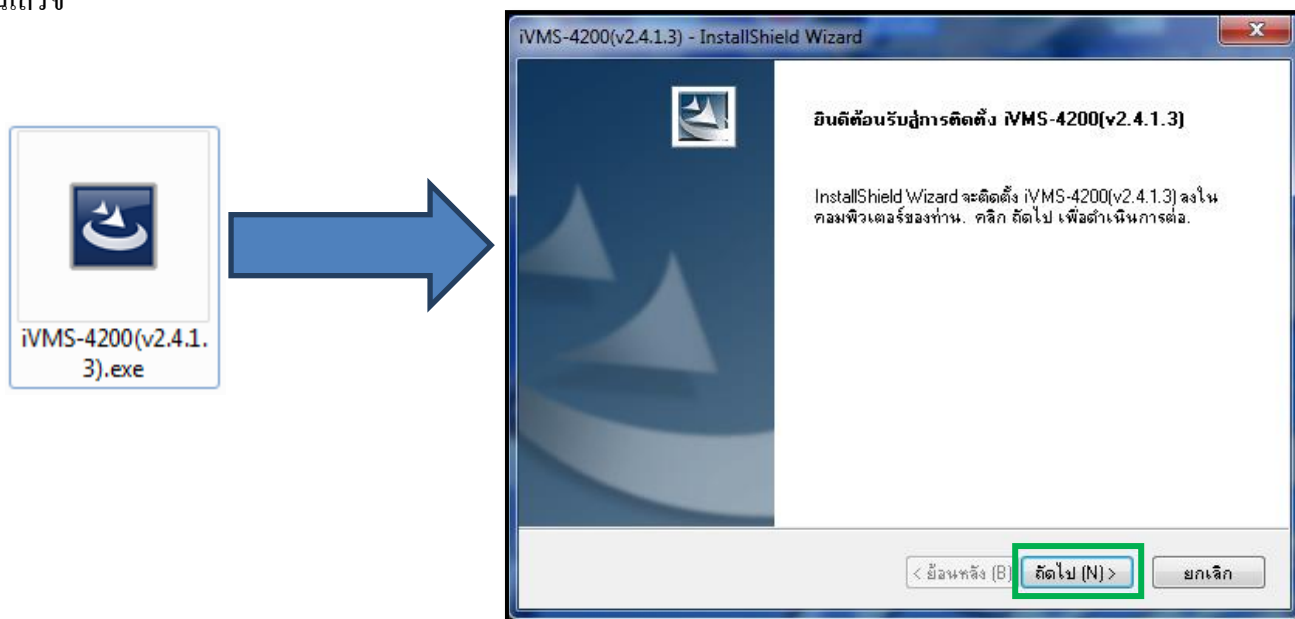 iVMS-4200(v2.4.1.3) - InstallShield Wizard
ยินดีต้อนรับสู่การติดตั้ง iVMS-4200(v2.4.1.3)
InstallShield Wizard จะติดตั้ง iVMS-4200(v2.4.1.3) ลงใน
คอมพิวเตอร์ของท่าน. คลิก ถัดไป เพื่อดำเนินการต่อ.
iVMS-4200(v2.4.1.
3).exe
< ย้อนหลัง (B)
ถัดไป (N) >
ยกเลิก